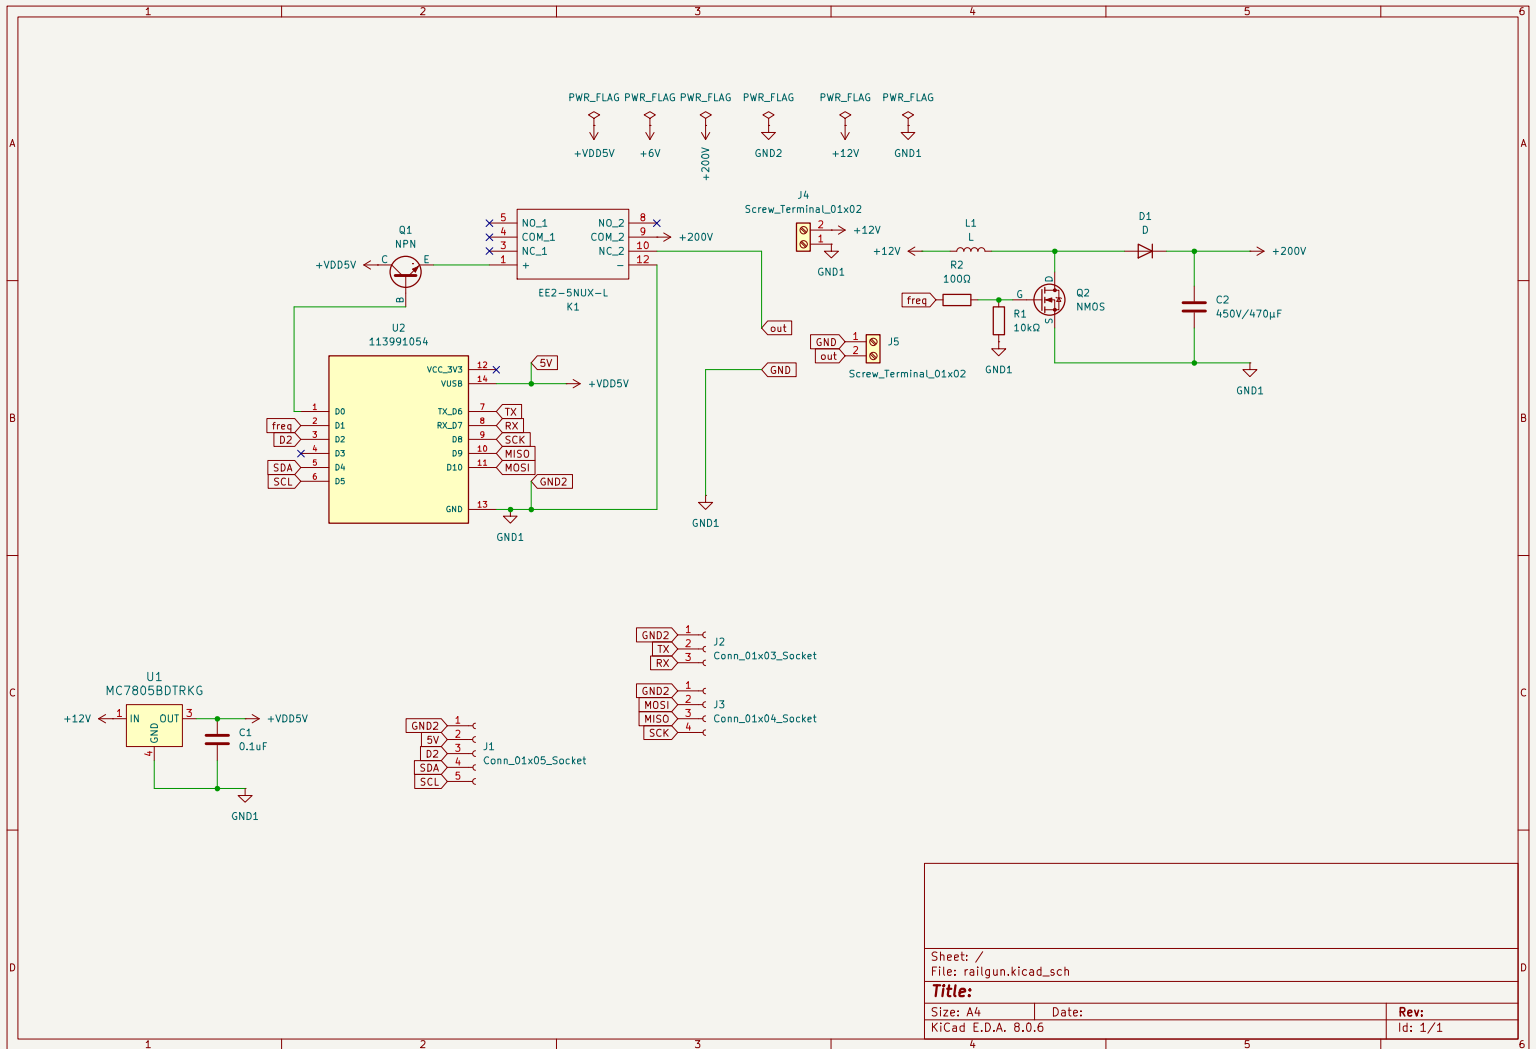 1 2 3 4 5 6
PWR_FLAG PWR_FLAG PWR_FLAG PWR_FLAG PWR_FLAG PWR_FLAG
A A
+VDD5V +6V +200V GND2 +12V GND1
J4
Screw_Terminal_01x02
2 +12V
1
GND1
Q1
NPN
+VDD5V C E
B
5 NO_1 NO_2 8
4 COM_1 COM_2 9 +200V
3 NC_1 NC_2 10
1 + − 12
EE2-5NUX-L
K1
D1
D
L1
L
+12V +200V
R2
100Ω
freq G D S
Q2
NMOS
R1
10kΩ
GND1
C2
450V/470µF
GND1
out
GND 1 J5
out 2
Screw_Terminal_01x02
GND
GND1
U2
113991054
VCC_3V3 12
5V
VUSB 14 +VDD5V
1 D0 TX_D6 7 TX
freq 2 D1 RX_D7 8 RX
D2 3 D2 D8 9 SCK
4 D3 D9 10 MISO
SDA 5 D4 D10 11 MOSI
SCL 6 D5
GND2
GND 13
GND1
B B
GND2 1
TX 2
RX 3
J2
Conn_01x03_Socket
GND2 1
MOSI 2
MISO 3
SCK 4
J3
Conn_01x04_Socket
C C
U1
MC7805BDTRKG
+12V 1 IN OUT 3 +VDD5V
GND
4
C1
0.1uF
GND1
GND2 1
5V 2
D2 3
SDA 4
SCL 5
J1
Conn_01x05_Socket
D D
Sheet: /
File: railgun.kicad_sch
Title:
Size: A4 Date: Rev:
KiCad E.D.A. 8.0.6 Id: 1/1
1 2 3 4 5 6